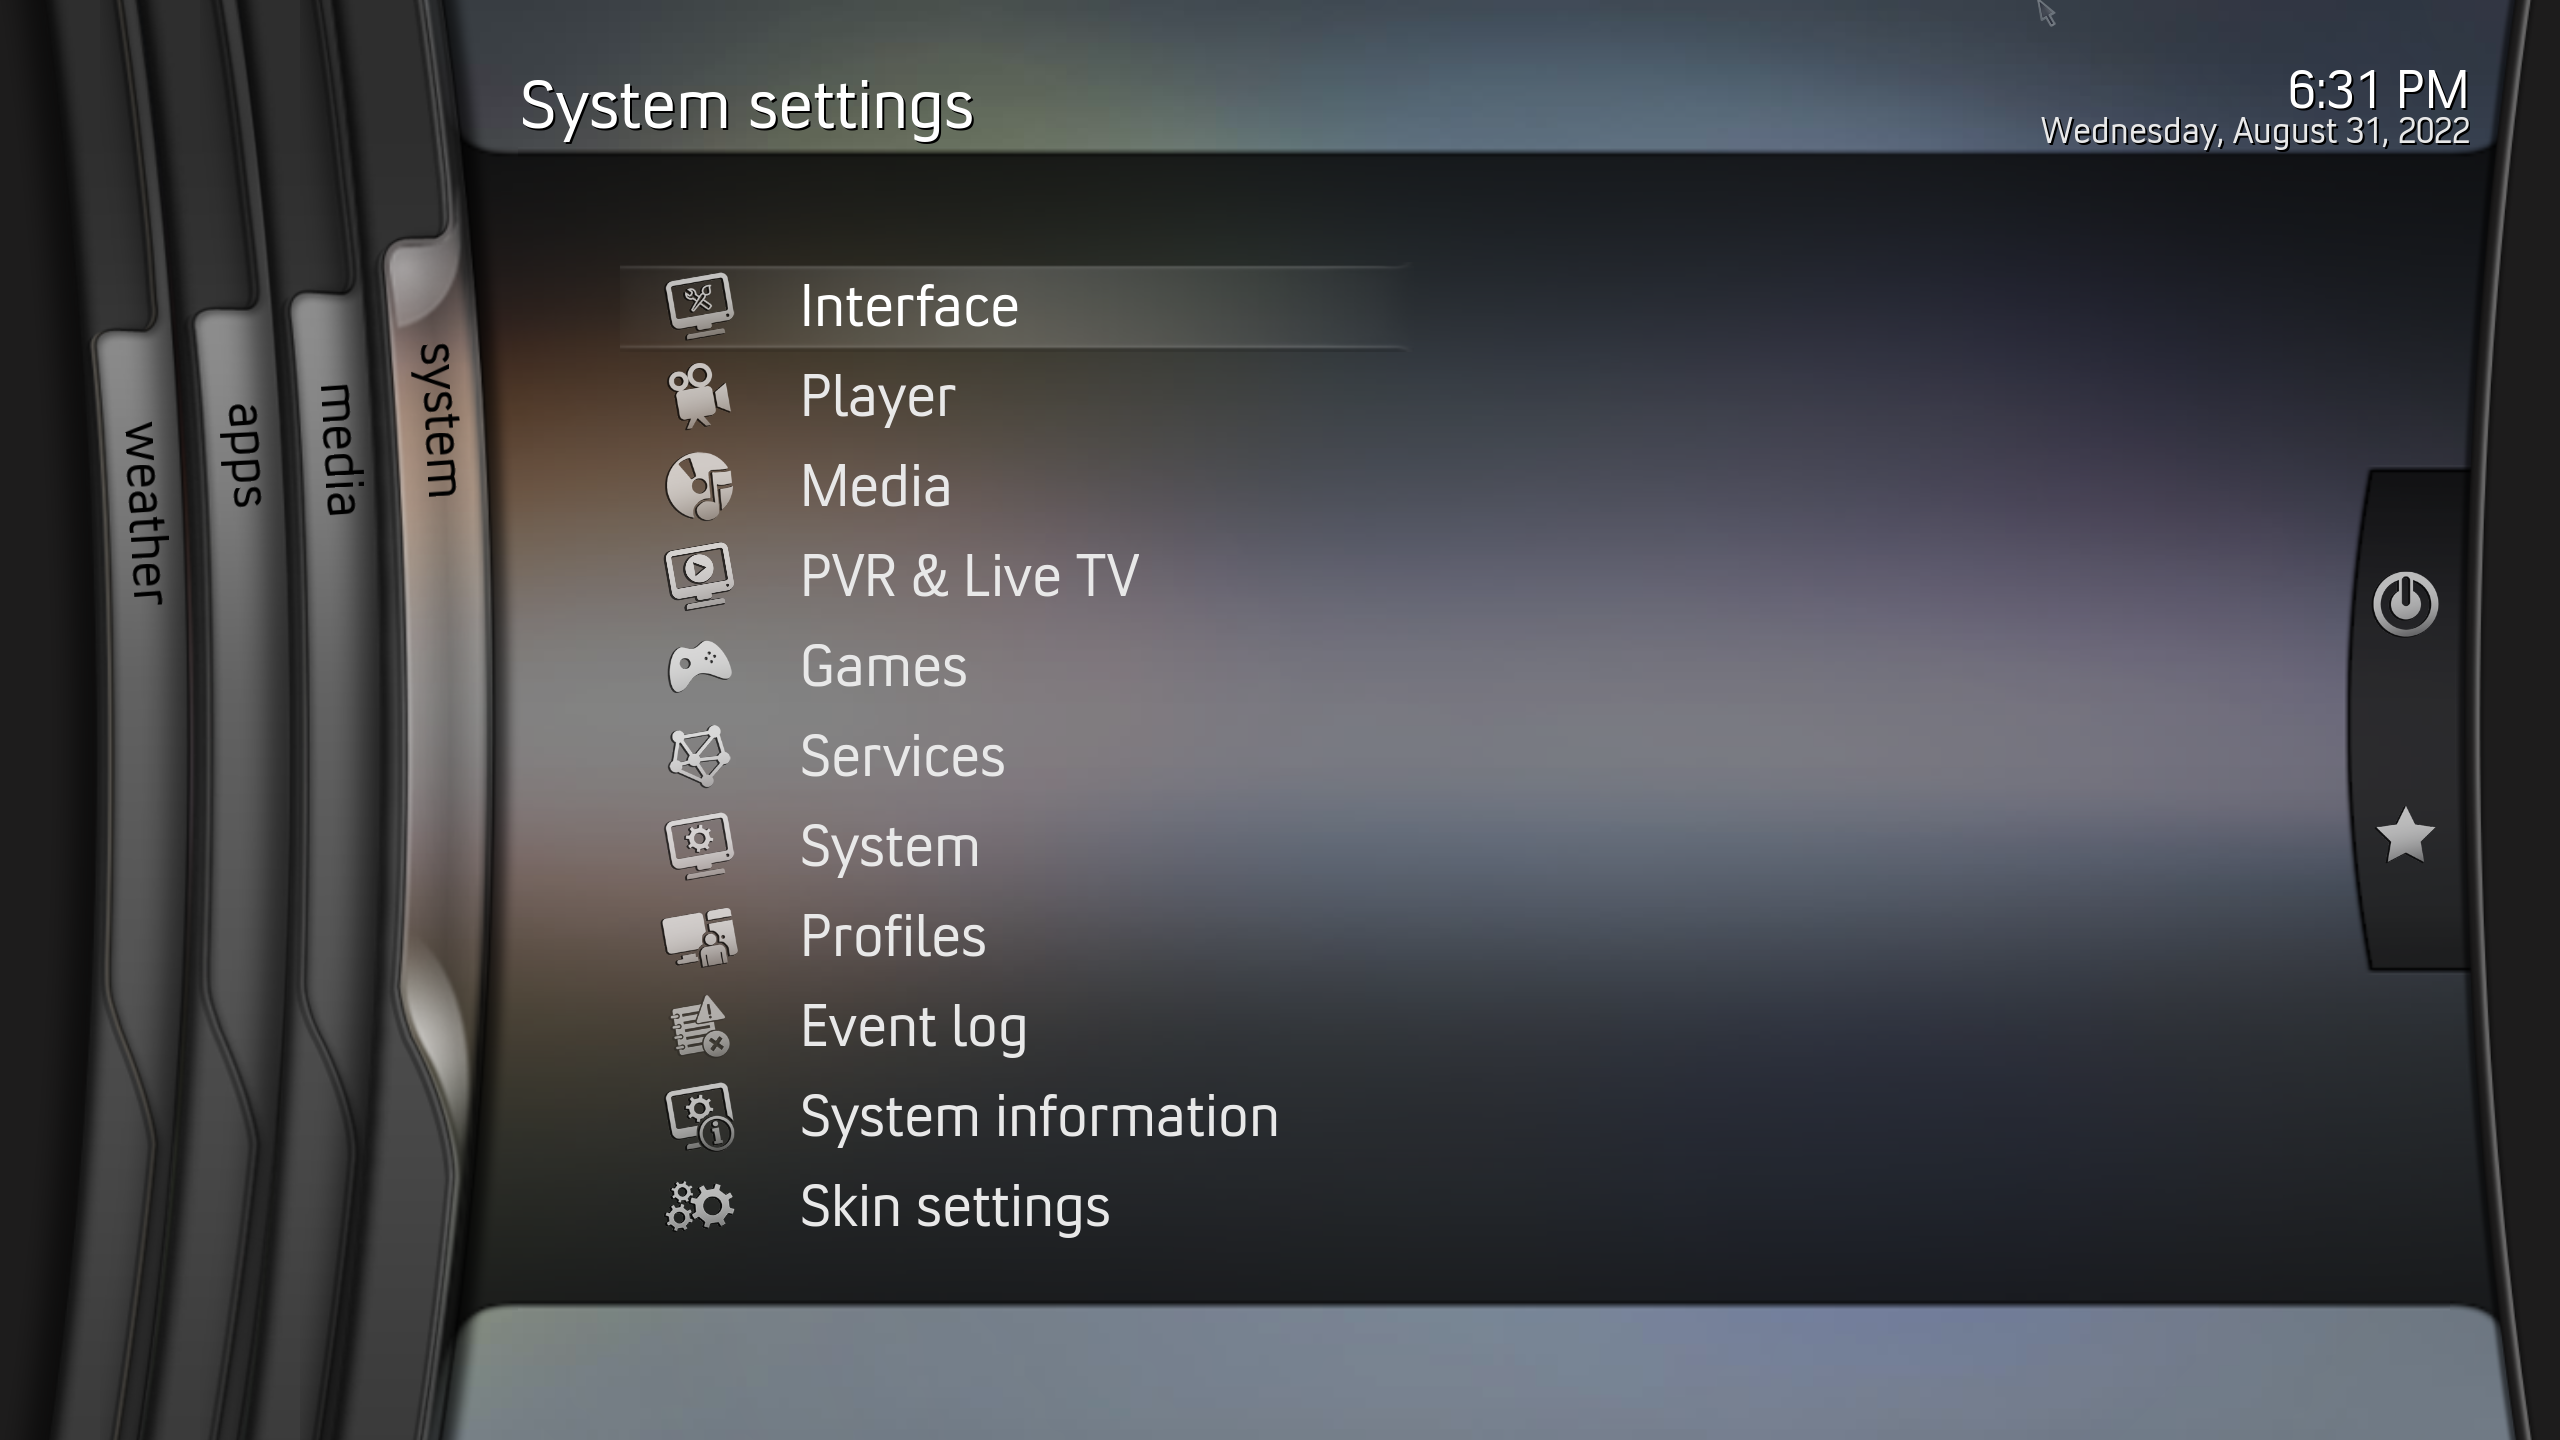 System settings
6:31 PM
Wednesday, August 31, 2022
weather
apps
media
system
Interface
Player
Media
PVR & Live TV
Games
Services
System
Profiles
Event log
System information
Skin settings